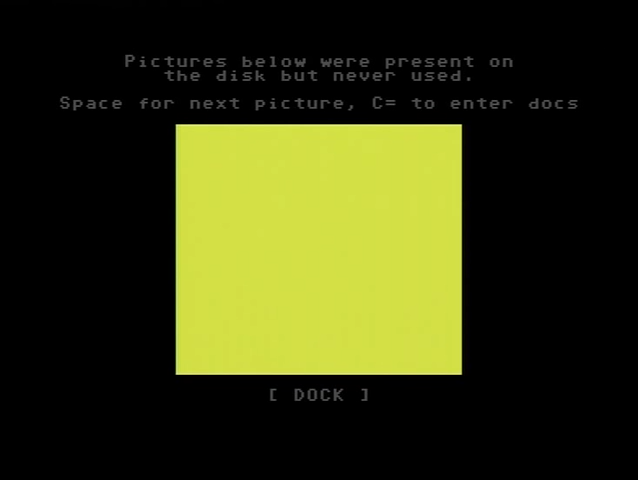 Pictures below were present on
the disk but never used.
Space for next picture, C= to enter docs
[ DOCK ]